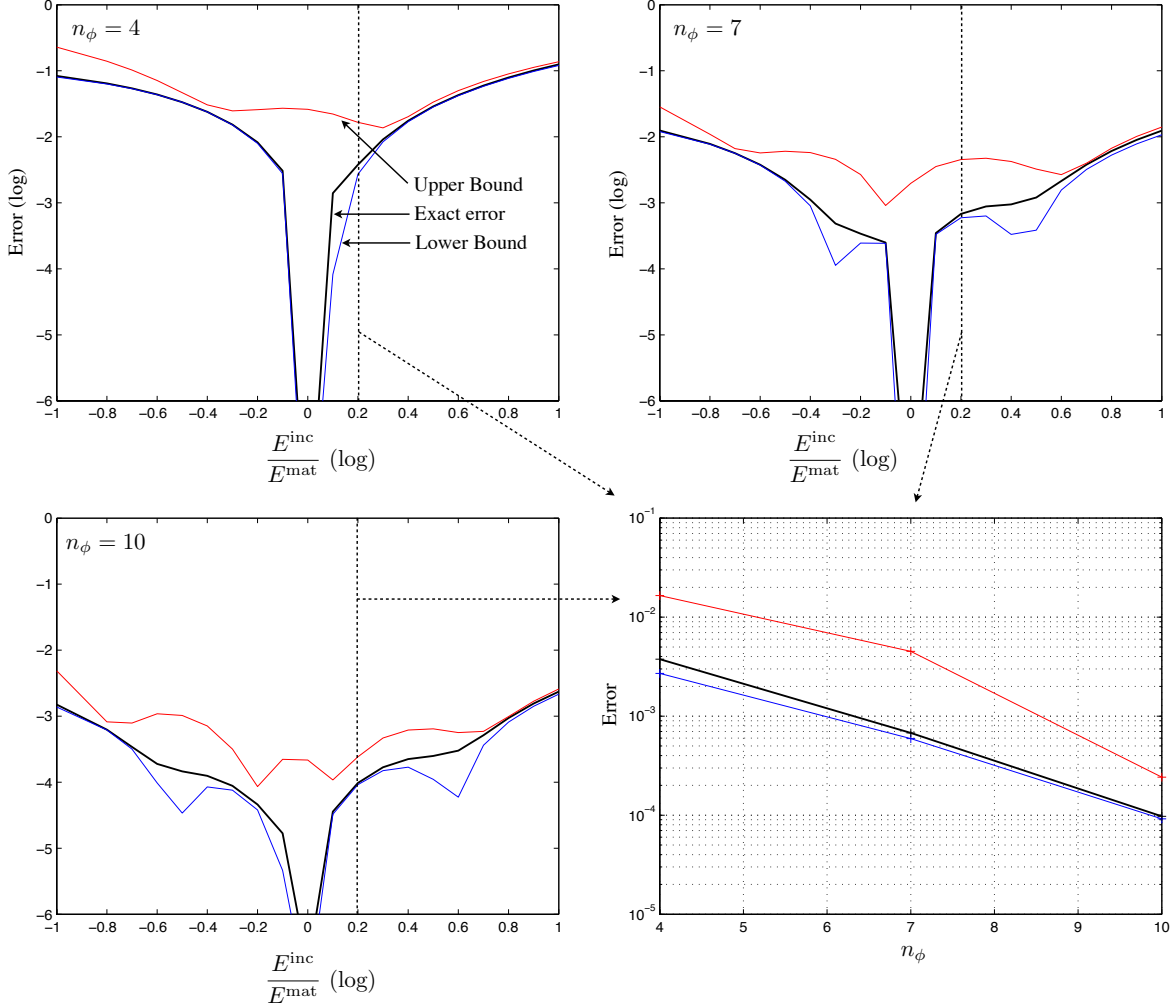 n_ϕ = 4
0
−1
−2
−3
−4
−5
−6
Error (log)
Upper Bound
Exact error
Lower Bound
−1 −0.8 −0.6 −0.4 −0.2 0 0.2 0.4 0.6 0.8 1
E^inc
E^mat (log)
n_ϕ = 7
0
−1
−2
−3
−4
−5
−6
Error (log)
−1 −0.8 −0.6 −0.4 −0.2 0 0.2 0.4 0.6 0.8 1
E^inc
E^mat (log)
n_ϕ = 10
0
−1
−2
−3
−4
−5
−6
−1 −0.8 −0.6 −0.4 −0.2 0 0.2 0.4 0.6 0.8 1
E^inc
E^mat (log)
10^−1
10^−2
10^−3
10^−4
10^−5
Error
4 5 6 7 8 9 10
n_ϕ